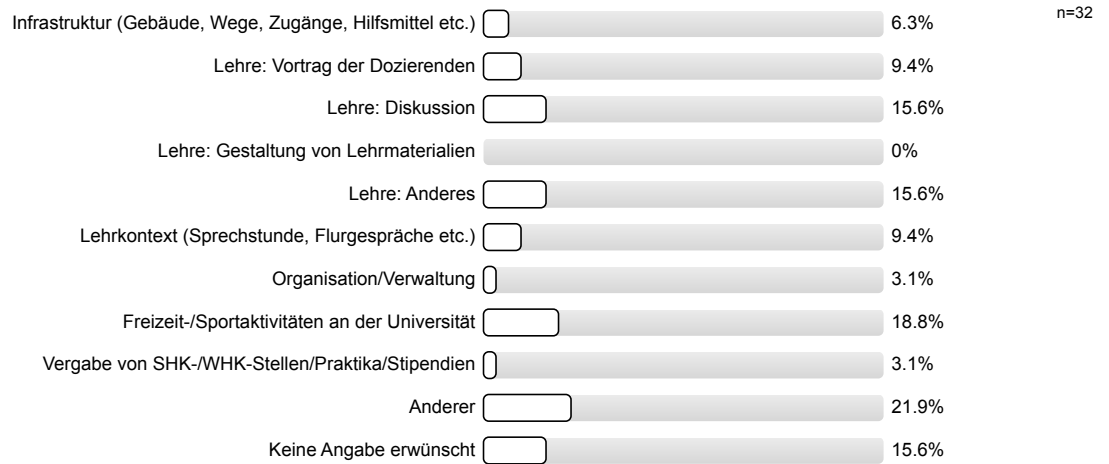 Infrastruktur (Gebäude, Wege, Zugänge, Hilfsmittel etc.) 6.3% n=32
Lehre: Vortrag der Dozierenden 9.4%
Lehre: Diskussion 15.6%
Lehre: Gestaltung von Lehrmaterialien 0%
Lehre: Anderes 15.6%
Lehrkontext (Sprechstunde, Flurgespräche etc.) 9.4%
Organisation/Verwaltung 3.1%
Freizeit-/Sportaktivitäten an der Universität 18.8%
Vergabe von SHK-/WHK-Stellen/Praktika/Stipendien 3.1%
Anderer 21.9%
Keine Angabe erwünscht 15.6%